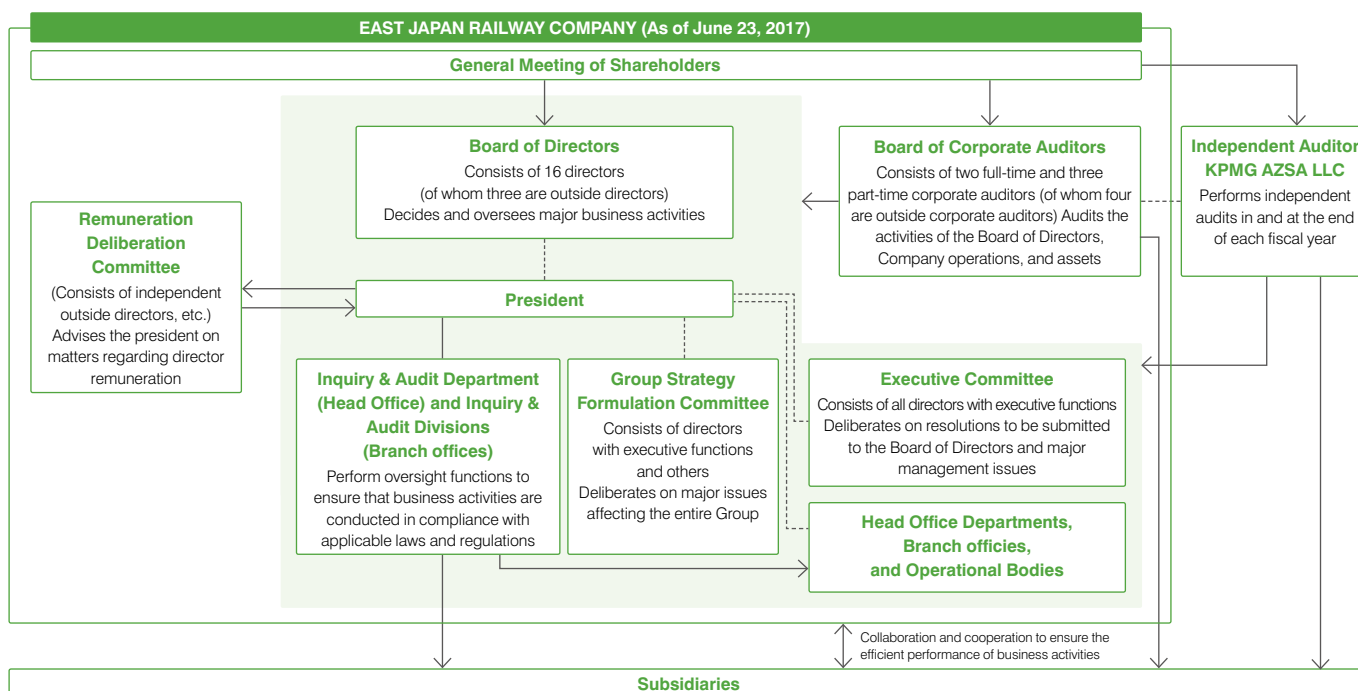 EAST JAPAN RAILWAY COMPANY (As of June 23, 2017)
General Meeting of Shareholders
Board of Directors
Consists of 16 directors
(of whom three are outside directors)
Decides and oversees major business activities
Board of Corporate Auditors
Consists of two full-time and three
part-time corporate auditors (of whom four
are outside corporate auditors) Audits the
activities of the Board of Directors,
Company operations, and assets
Independent Auditor
KPMG AZSA LLC
Performs independent
audits in and at the end
of each fiscal year
Remuneration
Deliberation
Committee
(Consists of independent
outside directors, etc.)
Advises the president on
matters regarding director
remuneration
President
Inquiry & Audit Department
(Head Office) and Inquiry &
Audit Divisions
(Branch offices)
Perform oversight functions to
ensure that business activities are
conducted in compliance with
applicable laws and regulations
Group Strategy
Formulation Committee
Consists of directors
with executive functions
and others
Deliberates on major issues
affecting the entire Group
Executive Committee
Consists of all directors with executive functions
Deliberates on resolutions to be submitted
to the Board of Directors and major
management issues
Head Office Departments,
Branch officies,
and Operational Bodies
Collaboration and cooperation to ensure the
efficient performance of business activities
Subsidiaries